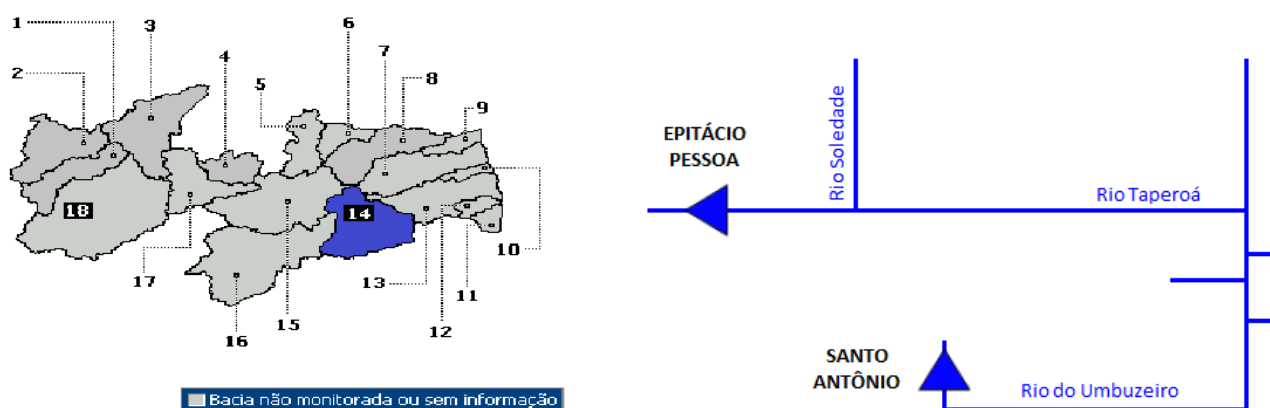 1
2
3
4
5
6
7
8
9
10
11
12
13
14
15
16
17
18
Bacia não monitorada ou sem informação
EPITÁCIO
PESSOA
Rio Soledade
Rio Taperoá
SANTO
ANTÔNIO
Rio do Umbuzeiro